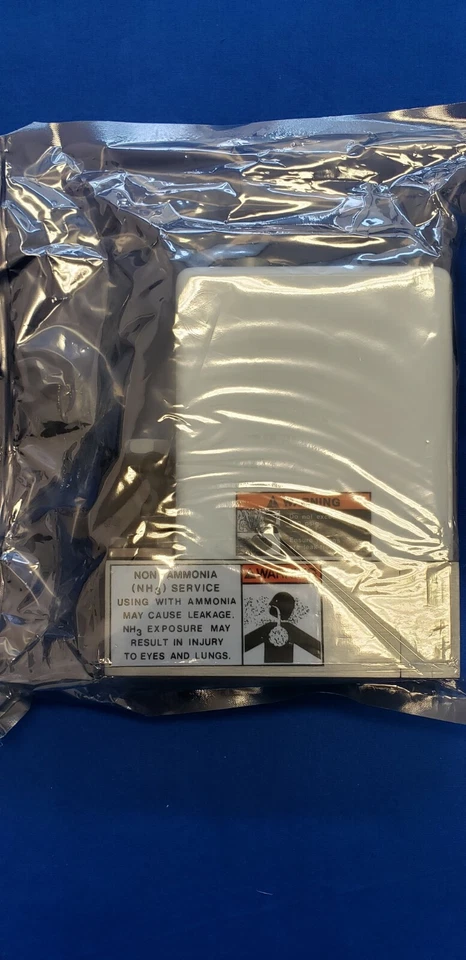 WARNING
NON AMMONIA
(NH3) SERVICE
USING WITH AMMONIA
MAY CAUSE LEAKAGE.
NH3 EXPOSURE MAY
RESULT IN INJURY
TO EYES AND LUNGS.